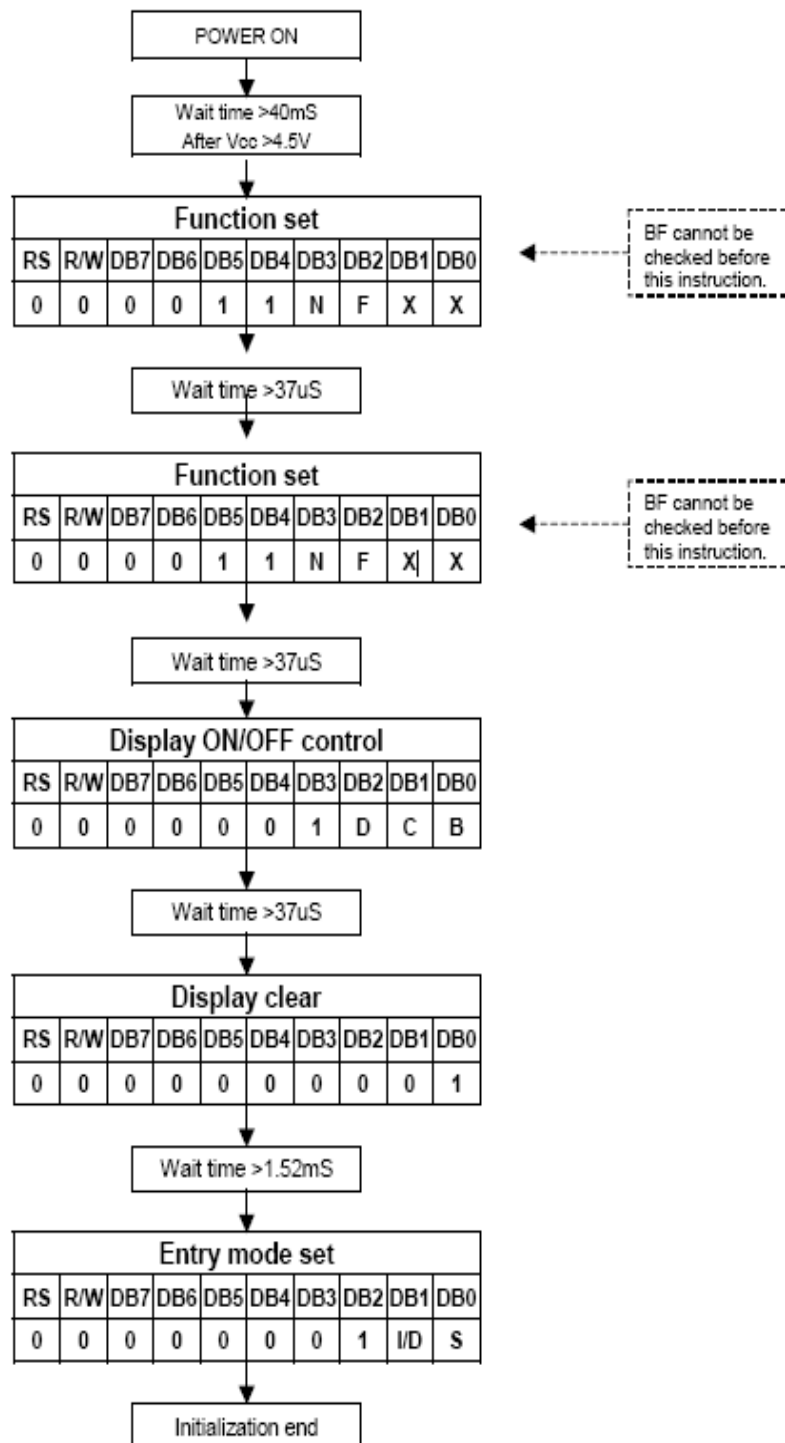 POWER ON
Wait time >40mS
After Vcc >4.5V
Function set
RS R/W DB7 DB6 DB5 DB4 DB3 DB2 DB1 DB0
0 0 0 0 1 1 N F X X
BF cannot be
checked before
this instruction.
Wait time >37uS
Function set
RS R/W DB7 DB6 DB5 DB4 DB3 DB2 DB1 DB0
0 0 0 0 1 1 N F X X
BF cannot be
checked before
this instruction.
Wait time >37uS
Display ON/OFF control
RS R/W DB7 DB6 DB5 DB4 DB3 DB2 DB1 DB0
0 0 0 0 0 0 1 D C B
Wait time >37uS
Display clear
RS R/W DB7 DB6 DB5 DB4 DB3 DB2 DB1 DB0
0 0 0 0 0 0 0 0 0 1
Wait time >1.52mS
Entry mode set
RS R/W DB7 DB6 DB5 DB4 DB3 DB2 DB1 DB0
0 0 0 0 0 0 0 1 I/D S
Initialization end